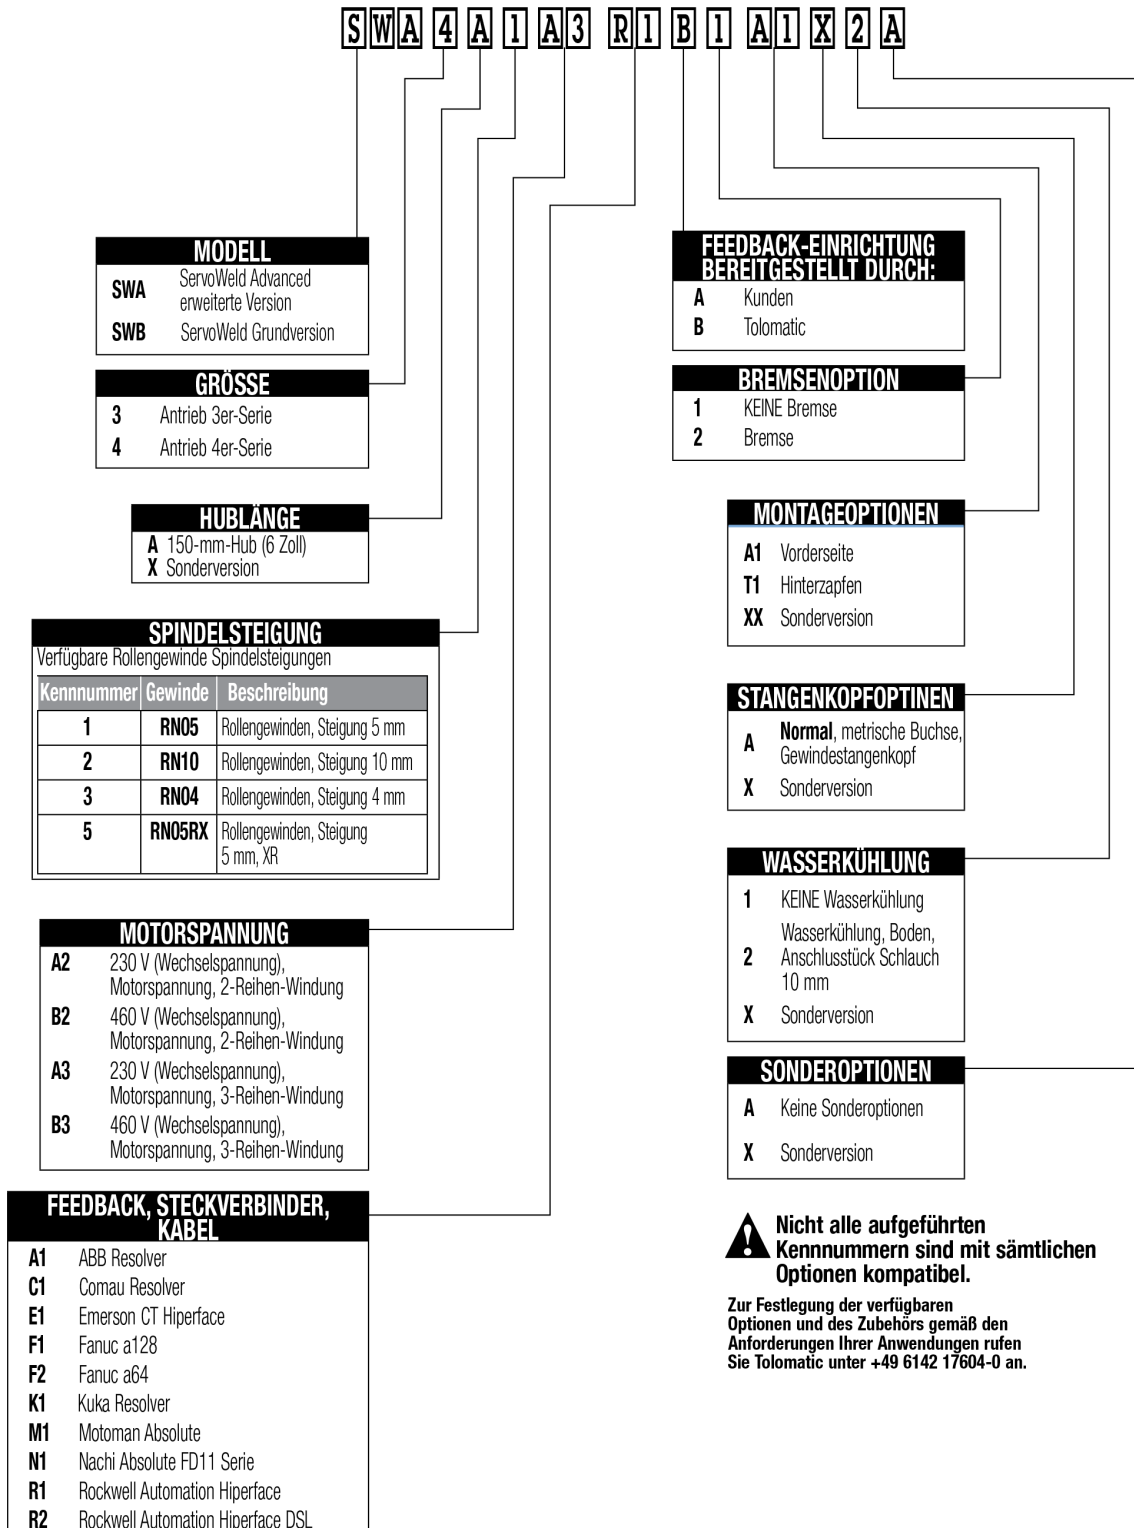 SWA4A1A3 R1B1 A1X2A
MODELL
SWA ServoWeld Advanced
erweiterte Version
SWB ServoWeld Grundversion
GRÖSSE
3 Antrieb 3er-Serie
4 Antrieb 4er-Serie
HUBLÄNGE
A 150-mm-Hub (6 Zoll)
X Sonderversion
SPINDELSTEIGUNG
Verfügbare Rollengewinde Spindelsteigungen
Kennnummer Gewinde Beschreibung
1 RN05 Rollengewinden, Steigung 5 mm
2 RN10 Rollengewinden, Steigung 10 mm
3 RN04 Rollengewinden, Steigung 4 mm
5 RN05RX Rollengewinden, Steigung
5 mm, XR
MOTORSPANNUNG
A2 230 V (Wechselspannung),
Motorspannung, 2-Reihen-Windung
B2 460 V (Wechselspannung),
Motorspannung, 2-Reihen-Windung
A3 230 V (Wechselspannung),
Motorspannung, 3-Reihen-Windung
B3 460 V (Wechselspannung),
Motorspannung, 3-Reihen-Windung
FEEDBACK, STECKVERBINDER,
KABEL
A1 ABB Resolver
C1 Comau Resolver
E1 Emerson CT Hiperface
F1 Fanuc a128
F2 Fanuc a64
K1 Kuka Resolver
M1 Motoman Absolute
N1 Nachi Absolute FD11 Serie
R1 Rockwell Automation Hiperface
R2 Rockwell Automation Hiperface DSL
FEEDBACK-EINRICHTUNG
BEREITGESTELLT DURCH:
A Kunden
B Tolomatic
BREMSENOPTION
1 KEINE Bremse
2 Bremse
MONTAGEOPTIONEN
A1 Vorderseite
T1 Hinterzapfen
XX Sonderversion
STANGENKOPFOPTINEN
A Normal, metrische Buchse,
Gewindestangenkopf
X Sonderversion
WASSERKÜHLUNG
1 KEINE Wasserkühlung
2 Wasserkühlung, Boden,
Anschlusstück Schlauch
10 mm
X Sonderversion
SONDEROPTIONEN
A Keine Sonderoptionen
X Sonderversion
! Nicht alle aufgeführten
Kennnummern sind mit sämtlichen
Optionen kompatibel.
Zur Festlegung der verfügbaren
Optionen und des Zubehörs gemäß den
Anforderungen Ihrer Anwendungen rufen
Sie Tolomatic unter +49 6142 17604-0 an.